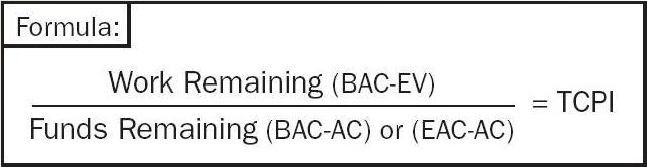 Formula:
Work Remaining (BAC-EV)
= TCPI
Funds Remaining (BAC-AC) or (EAC-AC)